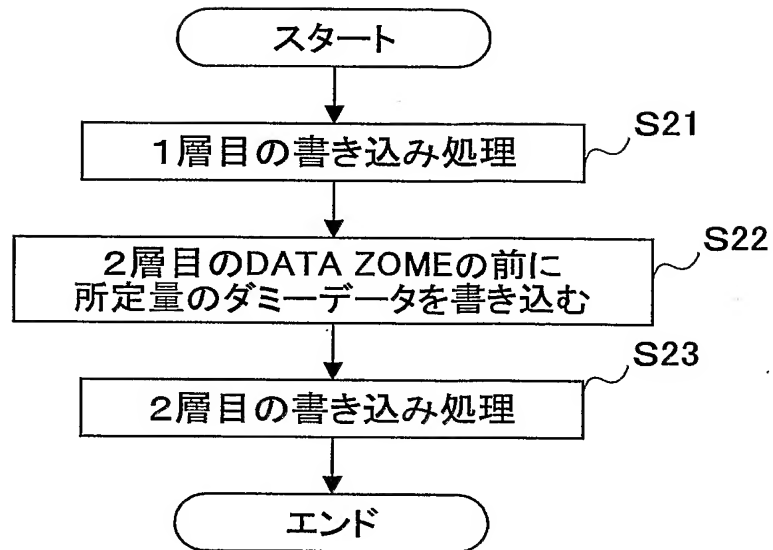 スタート
1層目の書き込み処理
S21
2層目のDATA ZOMEの前に
所定量のダミーデータを書き込む
S22
2層目の書き込み処理
S23
エンド